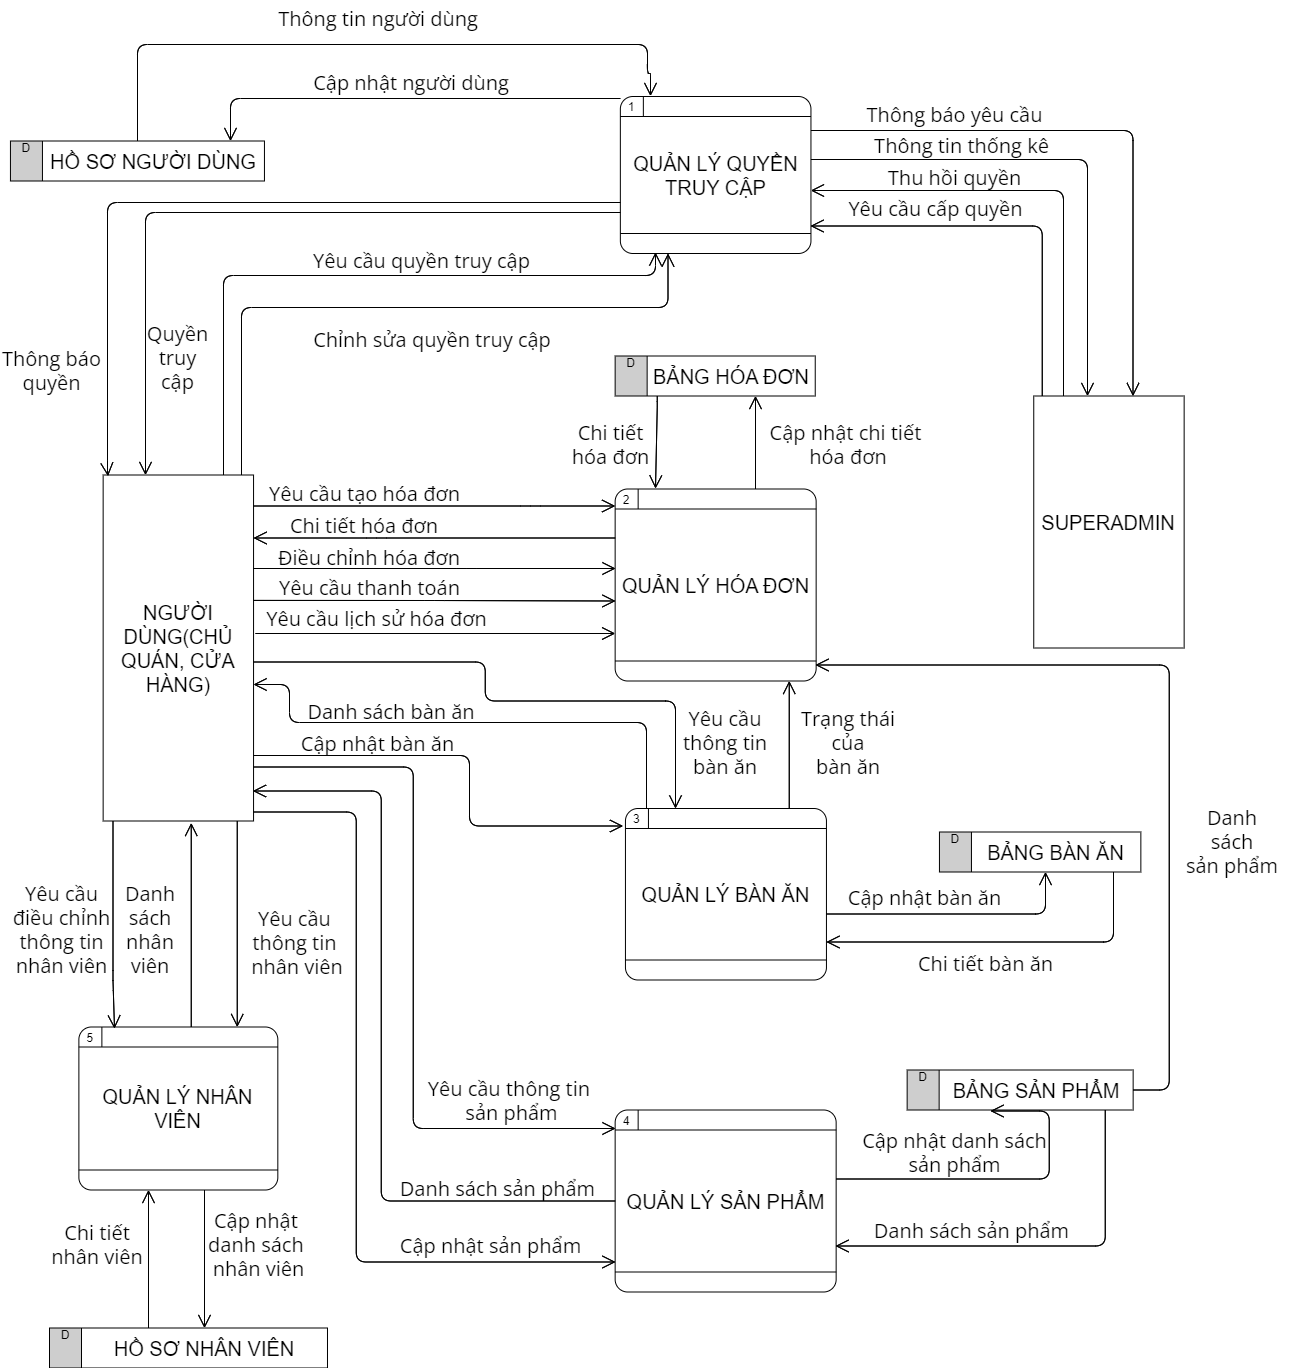 Thông tin người dùng
Cập nhật người dùng
1
D
HỒ SƠ NGƯỜI DÙNG
QUẢN LÝ QUYỀN
TRUY CẬP
Thông báo yêu cầu
Thông tin thống kê
Thu hồi quyền
Yêu cầu cấp quyền
Yêu cầu quyền truy cập
Chỉnh sửa quyền truy cập
Thông báo
quyền
Quyền
truy
cập
D
BẢNG HÓA ĐƠN
Chi tiết
hóa đơn
Cập nhật chi tiết
hóa đơn
SUPERADMIN
NGƯỜI
DÙNG(CHỦ
QUÁN, CỬA
HÀNG)
Yêu cầu tạo hóa đơn
Chi tiết hóa đơn
Điều chỉnh hóa đơn
Yêu cầu thanh toán
Yêu cầu lịch sử hóa đơn
2
QUẢN LÝ HÓA ĐƠN
Danh sách bàn ăn
Cập nhật bàn ăn
Yêu cầu
thông tin
bàn ăn
Trạng thái
của
bàn ăn
3
QUẢN LÝ BÀN ĂN
D
BẢNG BÀN ĂN
Cập nhật bàn ăn
Chi tiết bàn ăn
Danh
sách
sản phẩm
Yêu cầu
điều chỉnh
thông tin
nhân viên
Danh
sách
nhân
viên
Yêu cầu
thông tin
nhân viên
5
QUẢN LÝ NHÂN
VIÊN
Yêu cầu thông tin
sản phẩm
Danh sách sản phẩm
Cập nhật sản phẩm
4
QUẢN LÝ SẢN PHẨM
D
BẢNG SẢN PHẨM
Cập nhật danh sách
sản phẩm
Danh sách sản phẩm
Chi tiết
nhân viên
Cập nhật
danh sách
nhân viên
D
HỒ SƠ NHÂN VIÊN